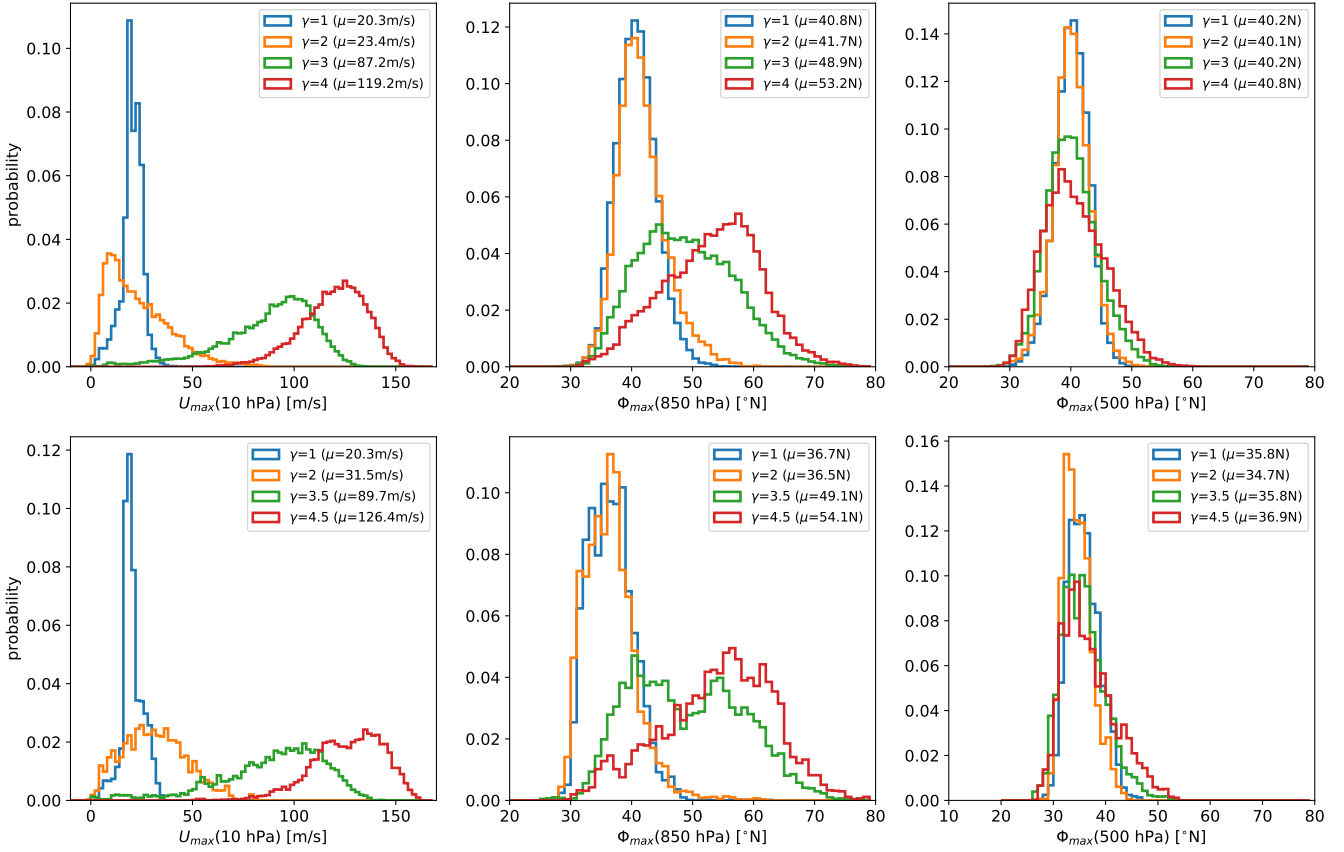 probability
0.10
0.08
0.06
0.04
0.02
0.00
γ=1 (μ=20.3m/s)
γ=2 (μ=23.4m/s)
γ=3 (μ=87.2m/s)
γ=4 (μ=119.2m/s)
0 50 100 150
U_max(10 hPa) [m/s]
0.12
0.10
0.08
0.06
0.04
0.02
0.00
γ=1 (μ=40.8N)
γ=2 (μ=41.7N)
γ=3 (μ=48.9N)
γ=4 (μ=53.2N)
20 30 40 50 60 70 80
Φ_max(850 hPa) [°N]
0.14
0.12
0.10
0.08
0.06
0.04
0.02
0.00
γ=1 (μ=40.2N)
γ=2 (μ=40.1N)
γ=3 (μ=40.2N)
γ=4 (μ=40.8N)
20 30 40 50 60 70 80
Φ_max(500 hPa) [°N]
probability
0.12
0.10
0.08
0.06
0.04
0.02
0.00
γ=1 (μ=20.3m/s)
γ=2 (μ=31.5m/s)
γ=3.5 (μ=89.7m/s)
γ=4.5 (μ=126.4m/s)
0 50 100 150
U_max(10 hPa) [m/s]
0.10
0.08
0.06
0.04
0.02
0.00
γ=1 (μ=36.7N)
γ=2 (μ=36.5N)
γ=3.5 (μ=49.1N)
γ=4.5 (μ=54.1N)
20 30 40 50 60 70 80
Φ_max(850 hPa) [°N]
0.16
0.14
0.12
0.10
0.08
0.06
0.04
0.02
0.00
γ=1 (μ=35.8N)
γ=2 (μ=34.7N)
γ=3.5 (μ=35.8N)
γ=4.5 (μ=36.9N)
10 20 30 40 50 60 70 80
Φ_max(500 hPa) [°N]